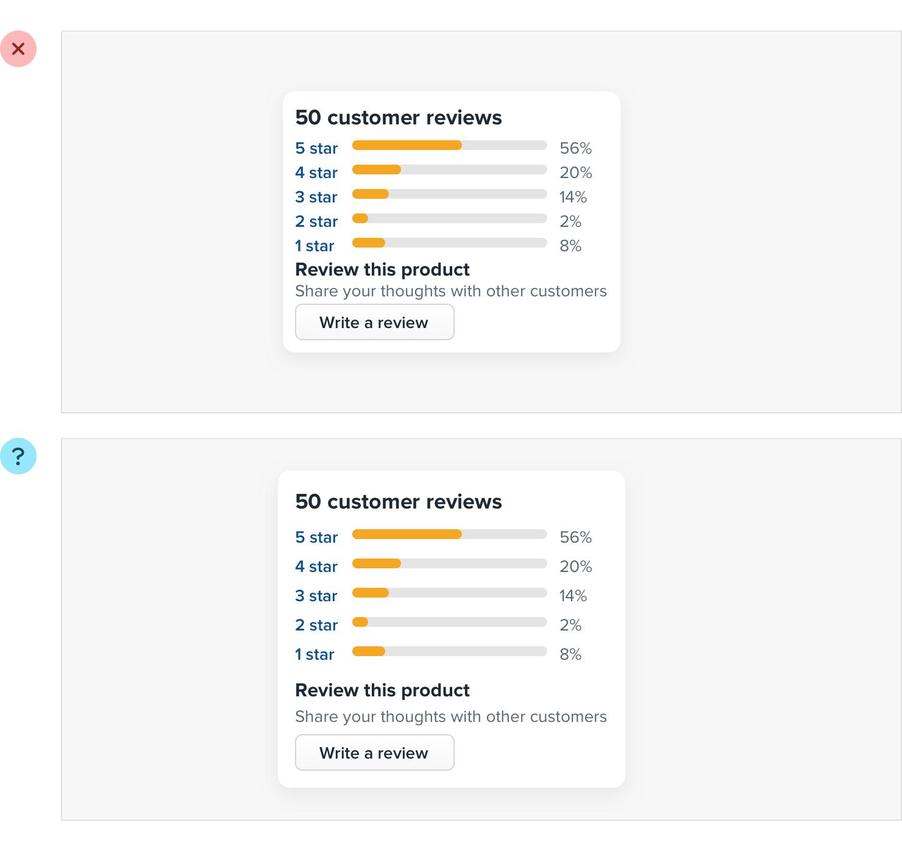 50 customer reviews
5 star 56%
4 star 20%
3 star 14%
2 star 2%
1 star 8%
Review this product
Share your thoughts with other customers
Write a review
?
50 customer reviews
5 star 56%
4 star 20%
3 star 14%
2 star 2%
1 star 8%
Review this product
Share your thoughts with other customers
Write a review